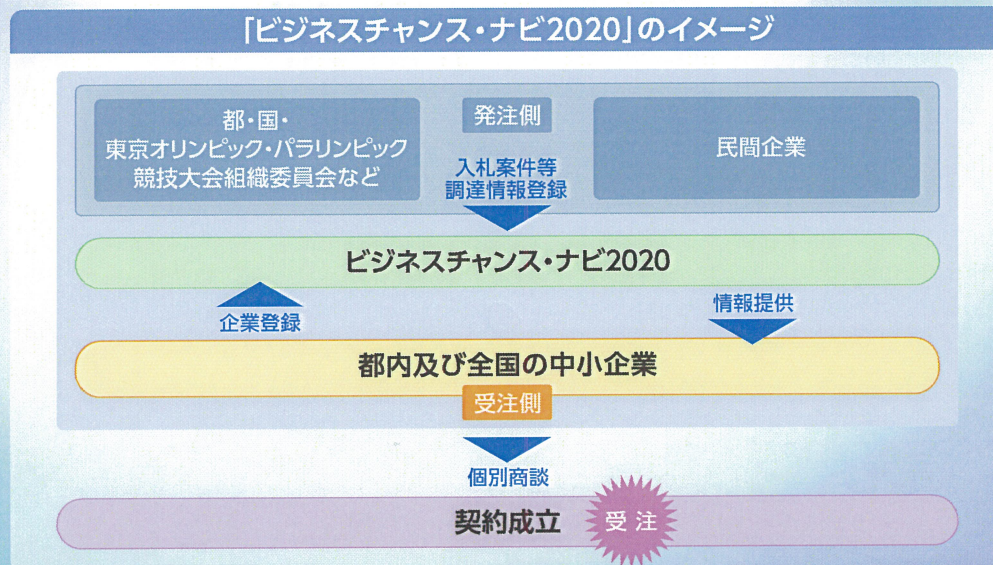 「ビジネスチャンス・ナビ2020」のイメージ
都・国・
東京オリンピック・パラリンピック
競技大会組織委員会など
発注側
民間企業
入札案件等
調達情報登録
ビジネスチャンス・ナビ2020
企業登録
情報提供
都内及び全国の中小企業
受注側
個別商談
契約成立
受注